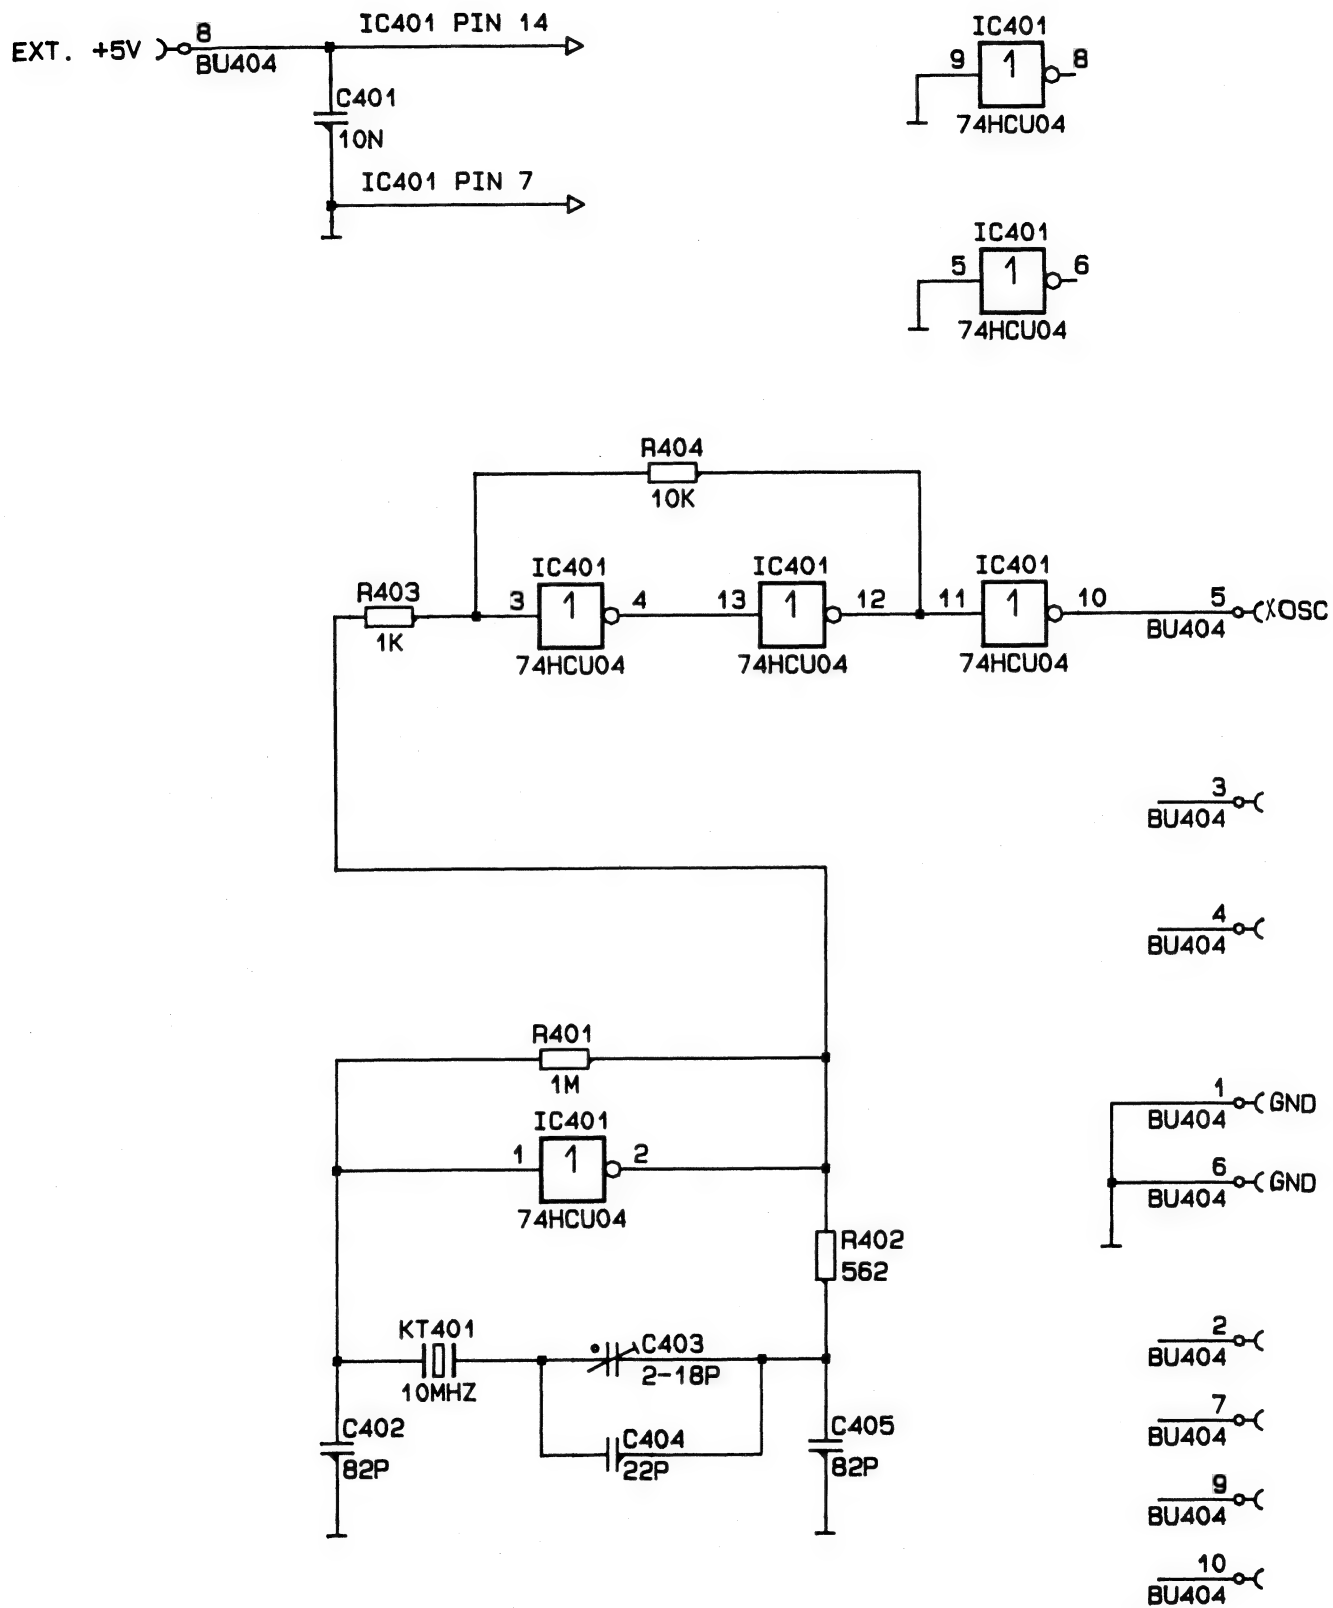 IC401 PIN 14
EXT. +5V
8
BU404
C401
10N
IC401 PIN 7
IC401
9
1
8
74HCU04
IC401
5
1
6
74HCU04
R404
10K
R403
1K
IC401
3
1
4
74HCU04
IC401
13
1
12
74HCU04
IC401
11
1
10
74HCU04
5
BU404
XOSC
3
BU404
4
BU404
R401
1M
IC401
1
1
2
74HCU04
1
BU404
GND
6
BU404
GND
R402
562
KT401
10MHZ
C403
2-18P
C402
82P
C404
22P
C405
82P
2
BU404
7
BU404
9
BU404
10
BU404